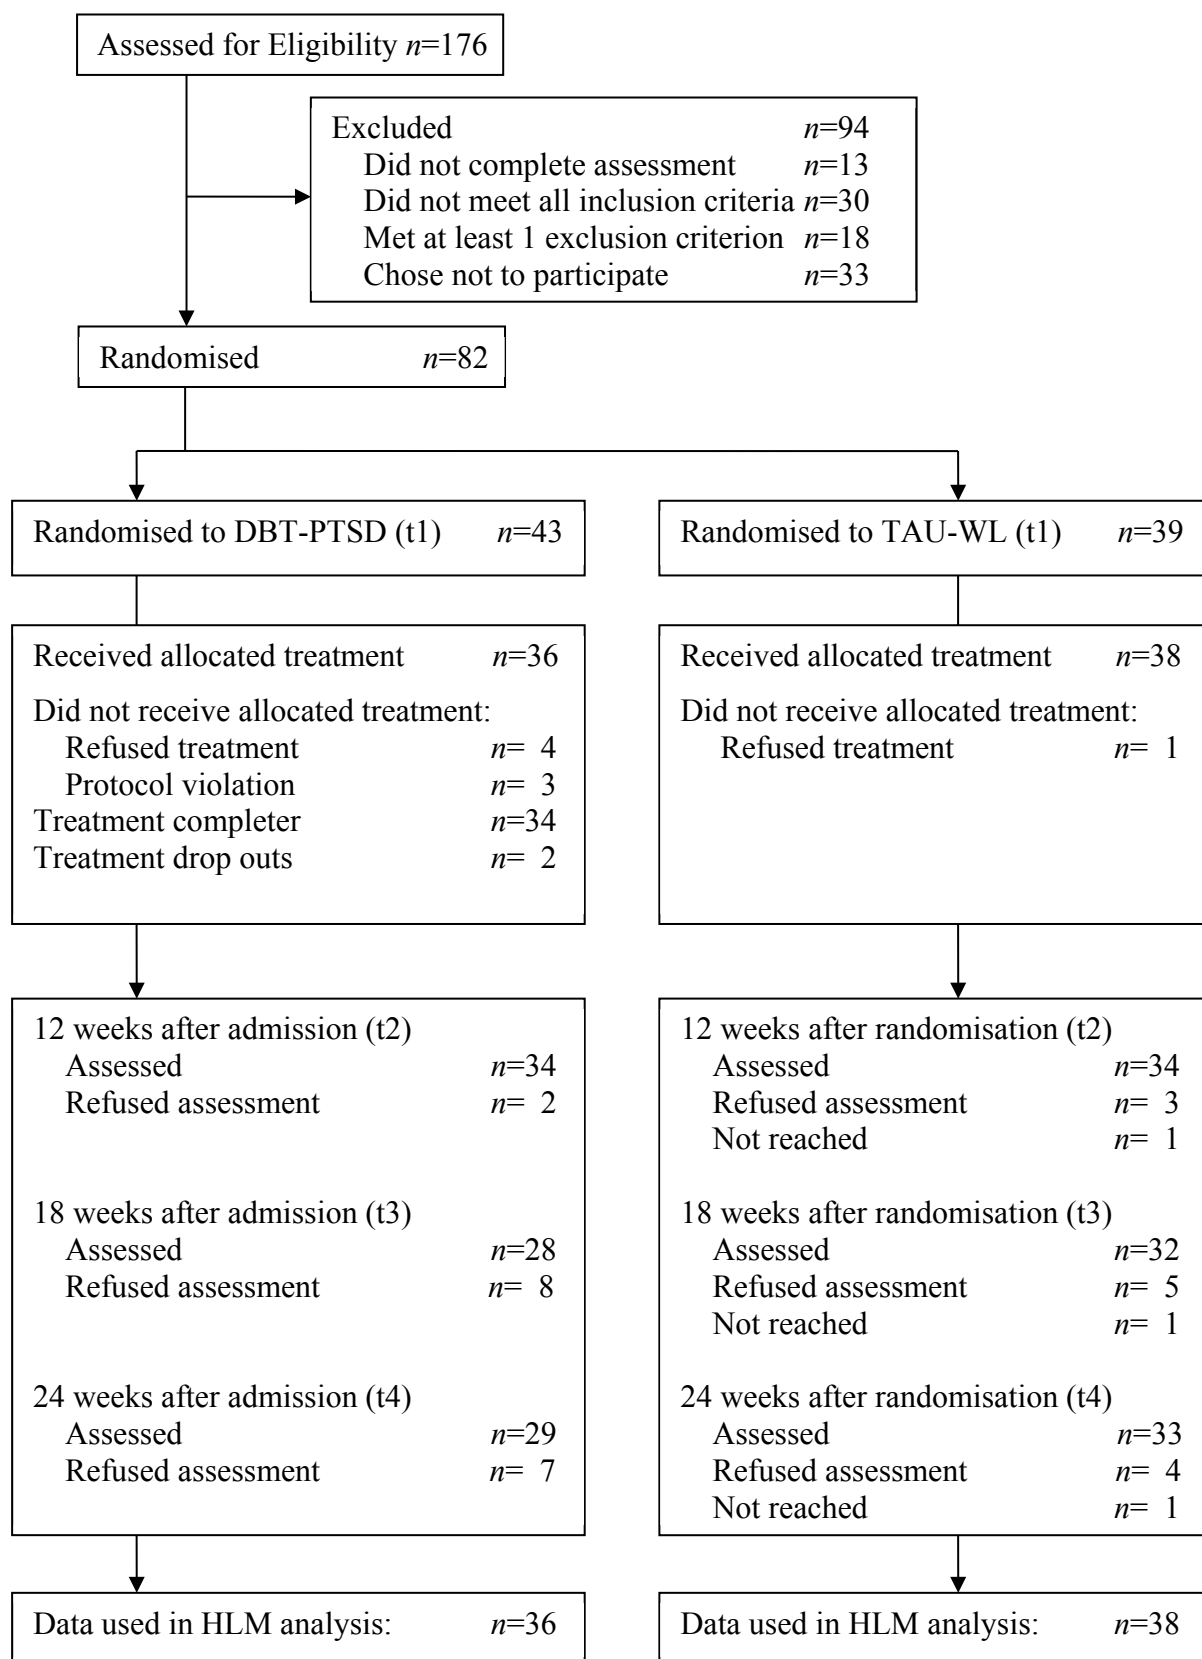 Assessed for Eligibility n=176
Excluded n=94
Did not complete assessment n=13
Did not meet all inclusion criteria n=30
Met at least 1 exclusion criterion n=18
Chose not to participate n=33
Randomised n=82
Randomised to DBT-PTSD (t1) n=43
Received allocated treatment n=36
Did not receive allocated treatment:
Refused treatment n= 4
Protocol violation n= 3
Treatment completer n=34
Treatment drop outs n= 2
12 weeks after admission (t2)
Assessed n=34
Refused assessment n= 2
18 weeks after admission (t3)
Assessed n=28
Refused assessment n= 8
24 weeks after admission (t4)
Assessed n=29
Refused assessment n= 7
Data used in HLM analysis: n=36
Randomised to TAU-WL (t1) n=39
Received allocated treatment n=38
Did not receive allocated treatment:
Refused treatment n= 1
12 weeks after randomisation (t2)
Assessed n=34
Refused assessment n= 3
Not reached n= 1
18 weeks after randomisation (t3)
Assessed n=32
Refused assessment n= 5
Not reached n= 1
24 weeks after randomisation (t4)
Assessed n=33
Refused assessment n= 4
Not reached n= 1
Data used in HLM analysis: n=38